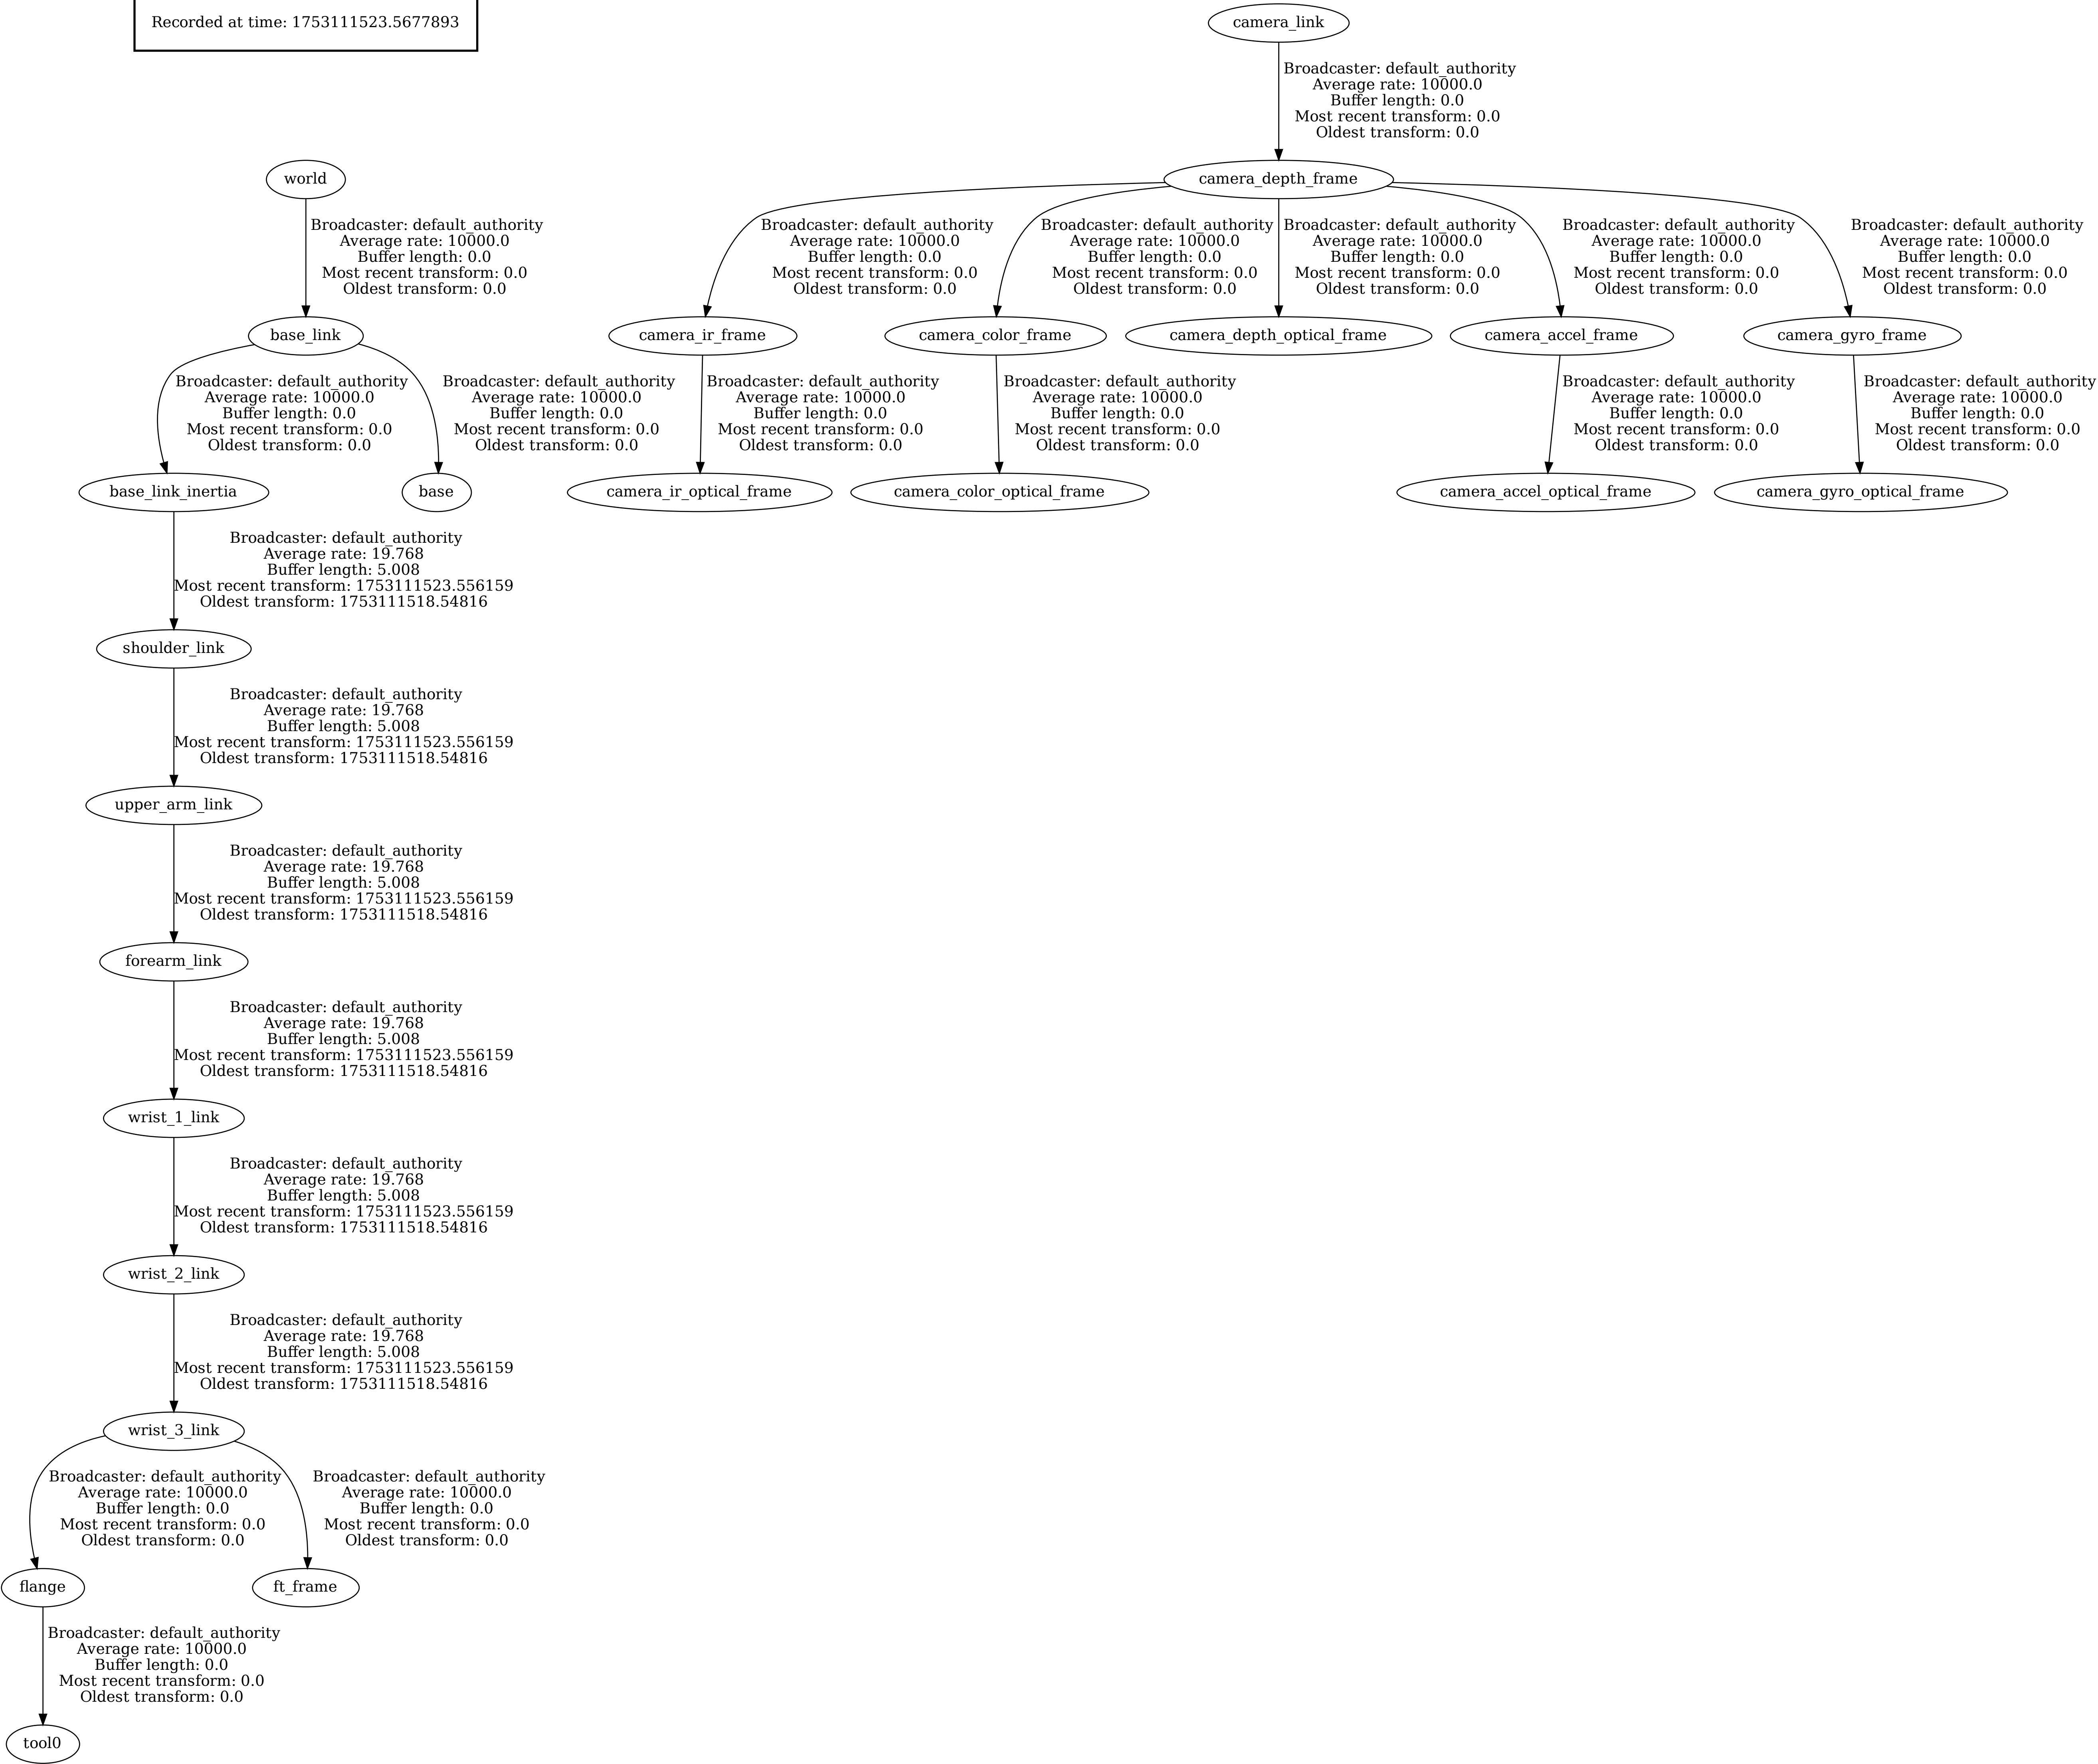 Recorded at time: 1753111523.5677893
camera_link
Broadcaster: default_authority
Average rate: 10000.0
Buffer length: 0.0
Most recent transform: 0.0
Oldest transform: 0.0
world
camera_depth_frame
Broadcaster: default_authority
Average rate: 10000.0
Buffer length: 0.0
Most recent transform: 0.0
Oldest transform: 0.0
Broadcaster: default_authority
Average rate: 10000.0
Buffer length: 0.0
Most recent transform: 0.0
Oldest transform: 0.0
Broadcaster: default_authority
Average rate: 10000.0
Buffer length: 0.0
Most recent transform: 0.0
Oldest transform: 0.0
Broadcaster: default_authority
Average rate: 10000.0
Buffer length: 0.0
Most recent transform: 0.0
Oldest transform: 0.0
Broadcaster: default_authority
Average rate: 10000.0
Buffer length: 0.0
Most recent transform: 0.0
Oldest transform: 0.0
Broadcaster: default_authority
Average rate: 10000.0
Buffer length: 0.0
Most recent transform: 0.0
Oldest transform: 0.0
base_link
camera_ir_frame
camera_color_frame
camera_depth_optical_frame
camera_accel_frame
camera_gyro_frame
Broadcaster: default_authority
Average rate: 10000.0
Buffer length: 0.0
Most recent transform: 0.0
Oldest transform: 0.0
Broadcaster: default_authority
Average rate: 10000.0
Buffer length: 0.0
Most recent transform: 0.0
Oldest transform: 0.0
Broadcaster: default_authority
Average rate: 10000.0
Buffer length: 0.0
Most recent transform: 0.0
Oldest transform: 0.0
Broadcaster: default_authority
Average rate: 10000.0
Buffer length: 0.0
Most recent transform: 0.0
Oldest transform: 0.0
Broadcaster: default_authority
Average rate: 10000.0
Buffer length: 0.0
Most recent transform: 0.0
Oldest transform: 0.0
Broadcaster: default_authority
Average rate: 10000.0
Buffer length: 0.0
Most recent transform: 0.0
Oldest transform: 0.0
base_link_inertia
base
camera_ir_optical_frame
camera_color_optical_frame
camera_accel_optical_frame
camera_gyro_optical_frame
Broadcaster: default_authority
Average rate: 19.768
Buffer length: 5.008
Most recent transform: 1753111523.556159
Oldest transform: 1753111518.54816
shoulder_link
Broadcaster: default_authority
Average rate: 19.768
Buffer length: 5.008
Most recent transform: 1753111523.556159
Oldest transform: 1753111518.54816
upper_arm_link
Broadcaster: default_authority
Average rate: 19.768
Buffer length: 5.008
Most recent transform: 1753111523.556159
Oldest transform: 1753111518.54816
forearm_link
Broadcaster: default_authority
Average rate: 19.768
Buffer length: 5.008
Most recent transform: 1753111523.556159
Oldest transform: 1753111518.54816
wrist_1_link
Broadcaster: default_authority
Average rate: 19.768
Buffer length: 5.008
Most recent transform: 1753111523.556159
Oldest transform: 1753111518.54816
wrist_2_link
Broadcaster: default_authority
Average rate: 19.768
Buffer length: 5.008
Most recent transform: 1753111523.556159
Oldest transform: 1753111518.54816
wrist_3_link
Broadcaster: default_authority
Average rate: 10000.0
Buffer length: 0.0
Most recent transform: 0.0
Oldest transform: 0.0
Broadcaster: default_authority
Average rate: 10000.0
Buffer length: 0.0
Most recent transform: 0.0
Oldest transform: 0.0
flange
ft_frame
Broadcaster: default_authority
Average rate: 10000.0
Buffer length: 0.0
Most recent transform: 0.0
Oldest transform: 0.0
tool0